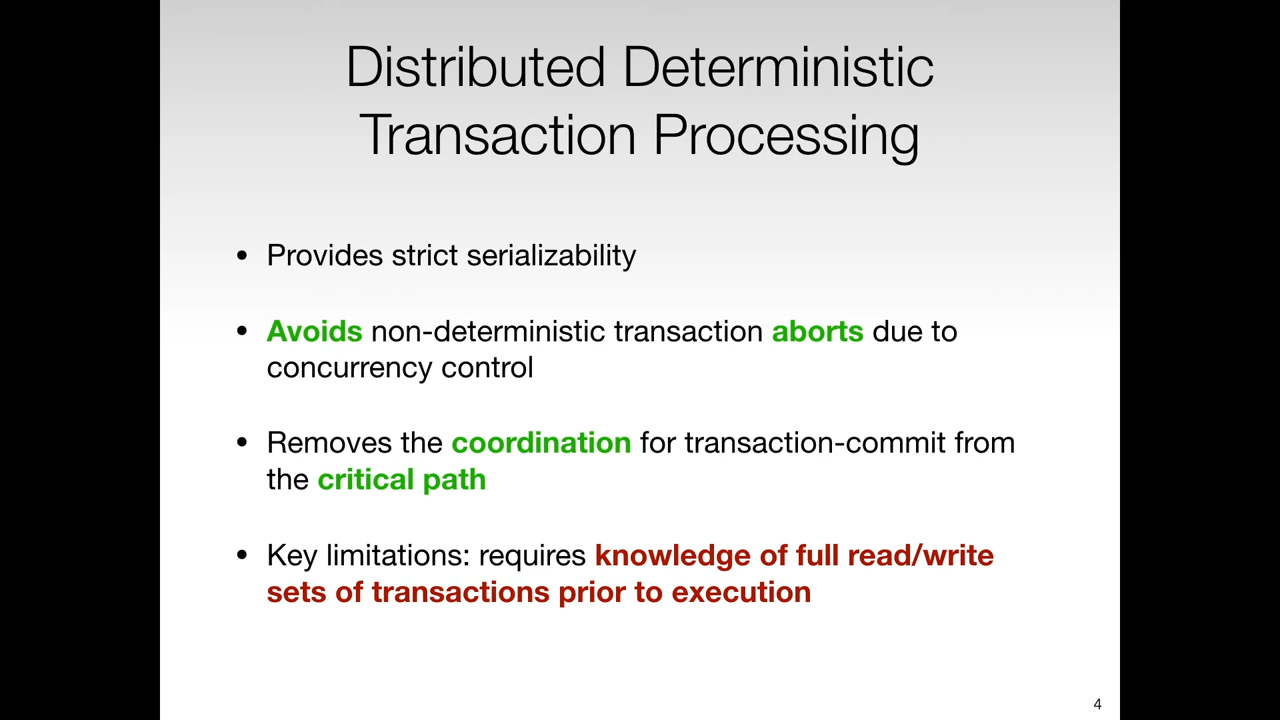 Distributed Deterministic
Transaction Processing
• Provides strict serializability
• Avoids non-deterministic transaction aborts due to
concurrency control
• Removes the coordination for transaction-commit from
the critical path
• Key limitations: requires knowledge of full read/write
sets of transactions prior to execution
4